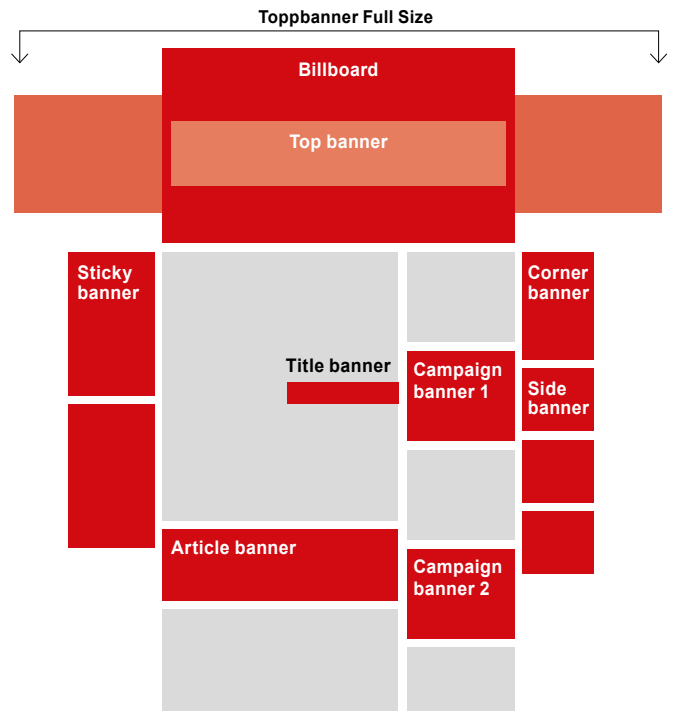 Toppbanner Full Size
Billboard
Top banner
Sticky
banner
Corner
banner
Title banner
Campaign
banner 1
Side
banner
Article banner
Campaign
banner 2